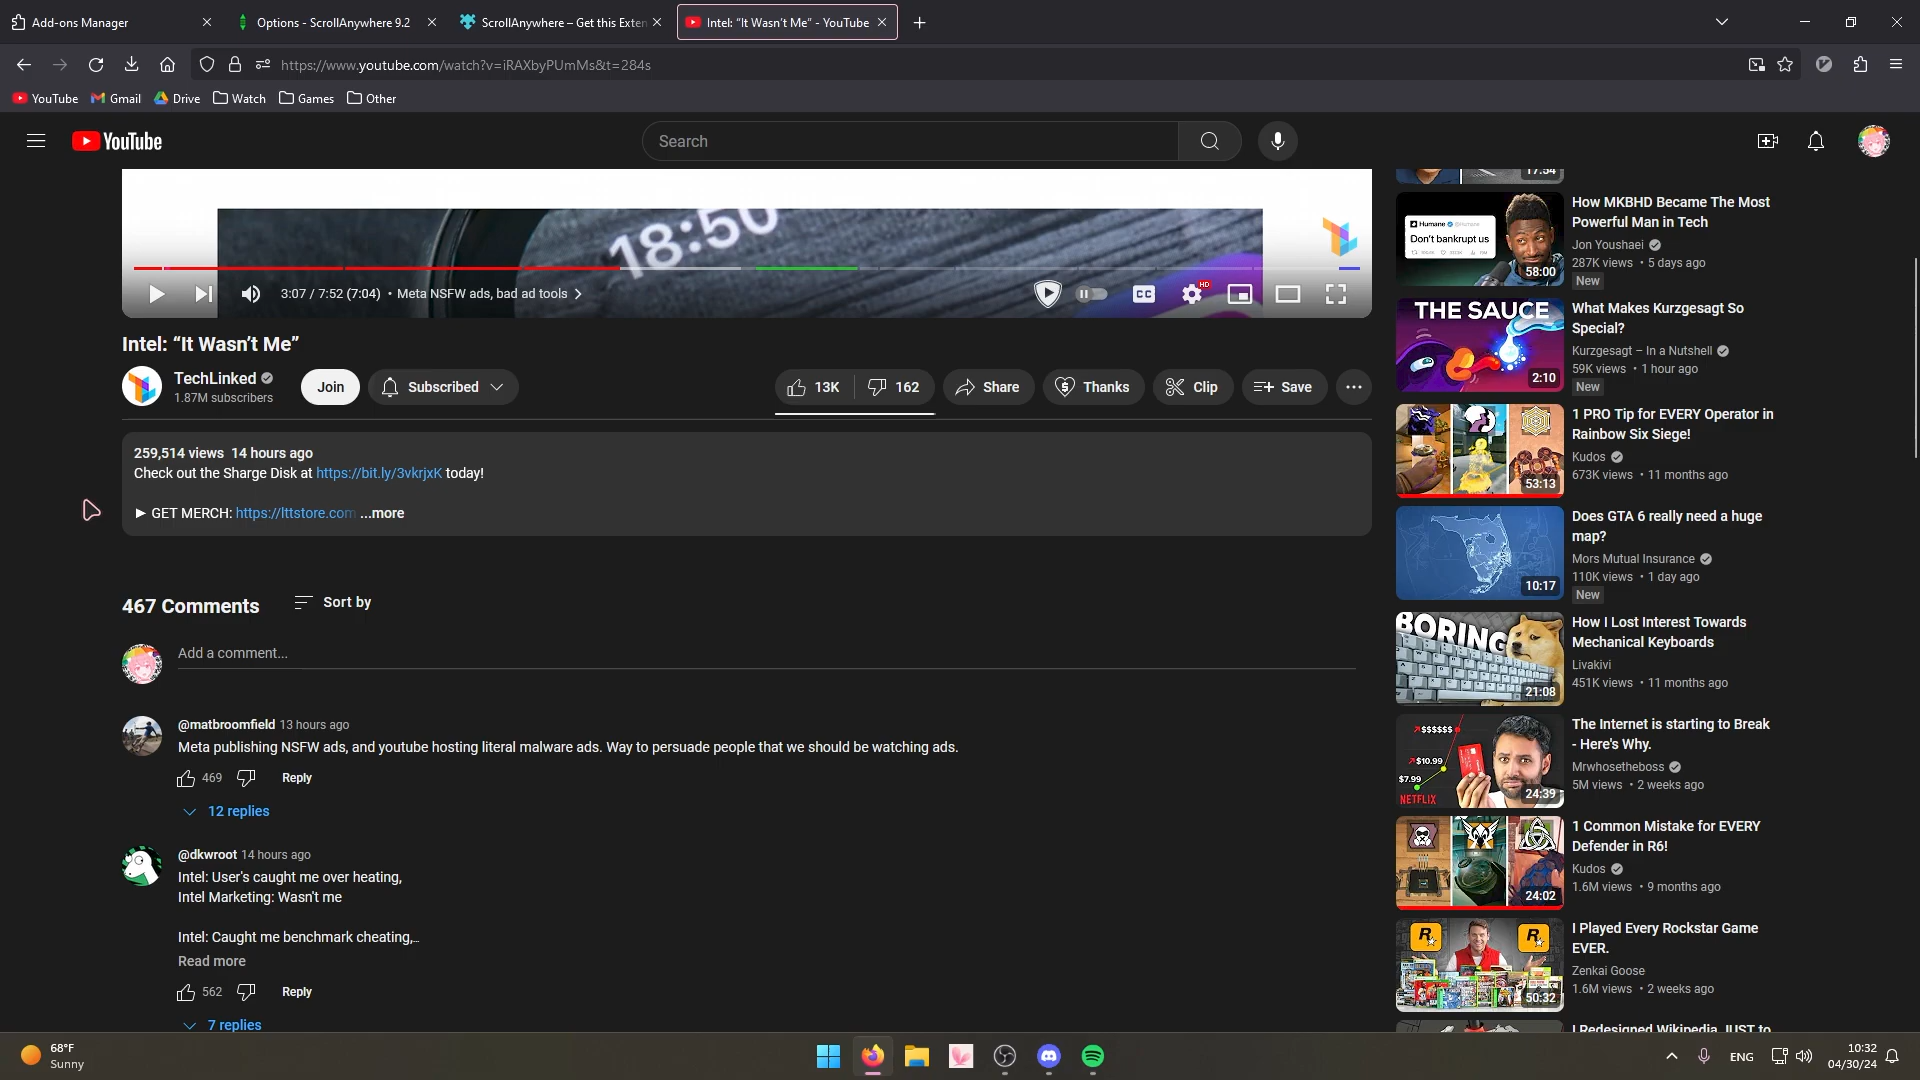 Add-ons Manager
Options - ScrollAnywhere 9.2
ScrollAnywhere – Get this Exten
Intel: “It Wasn’t Me” - YouTube
https://www.youtube.com/watch?v=iRAXbyPUmMs&t=284s
YouTube
Gmail
Drive
Watch
Games
Other
YouTube
Search
18:50
3:07 / 7:52 (7:04) • Meta NSFW ads, bad ad tools
CC
HD
Intel: “It Wasn’t Me”
TechLinked
1.87M subscribers
Join
Subscribed
13K
162
Share
Thanks
Clip
Save
259,514 views 14 hours ago
Check out the Sharge Disk at https://bit.ly/3vkrjxK today!
► GET MERCH: https://lttstore.com ...more
467 Comments
Sort by
Add a comment...
@matbroomfield 13 hours ago
Meta publishing NSFW ads, and youtube hosting literal malware ads. Way to persuade people that we should be watching ads.
469
Reply
12 replies
@dkwroot 14 hours ago
Intel: User's caught me over heating,
Intel Marketing: Wasn't me
Intel: Caught me benchmark cheating,...
Read more
562
Reply
7 replies
17:54
Humane
Don't bankrupt us
58:00
How MKBHD Became The Most
Powerful Man in Tech
Jon Youshaei
287K views • 5 days ago
New
THE SAUCE
2:10
What Makes Kurzgesagt So
Special?
Kurzgesagt – In a Nutshell
59K views • 1 hour ago
New
53:13
1 PRO Tip for EVERY Operator in
Rainbow Six Siege!
Kudos
673K views • 11 months ago
10:17
Does GTA 6 really need a huge
map?
Mors Mutual Insurance
110K views • 1 day ago
New
BORING
21:08
How I Lost Interest Towards
Mechanical Keyboards
Livakivi
451K views • 11 months ago
$$$$$$
$10.99
$7.99
NETFLIX
24:39
The Internet is starting to Break
- Here's Why.
Mrwhosetheboss
5M views • 2 weeks ago
24:02
1 Common Mistake for EVERY
Defender in R6!
Kudos
1.6M views • 9 months ago
R
R
50:32
I Played Every Rockstar Game
EVER.
Zenkai Goose
1.6M views • 2 weeks ago
I Redesigned Wikipedia JUST to
68°F
Sunny
ENG
10:32
04/30/24